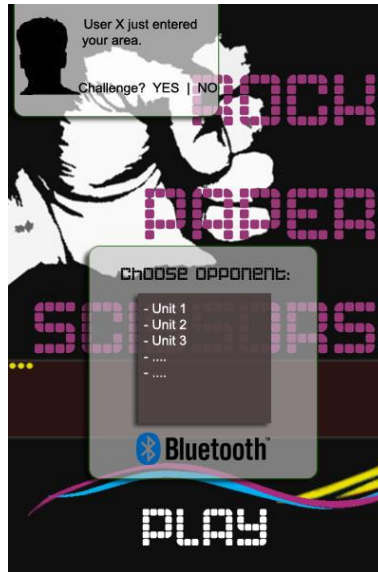 User X just entered
your area.
Challenge? YES | NO
ROCK
PAPER
CHOOSE OPPONENT:
SCISSORS
- Unit 1
- Unit 2
- Unit 3
- ....
- ....
Bluetooth™
PLAY